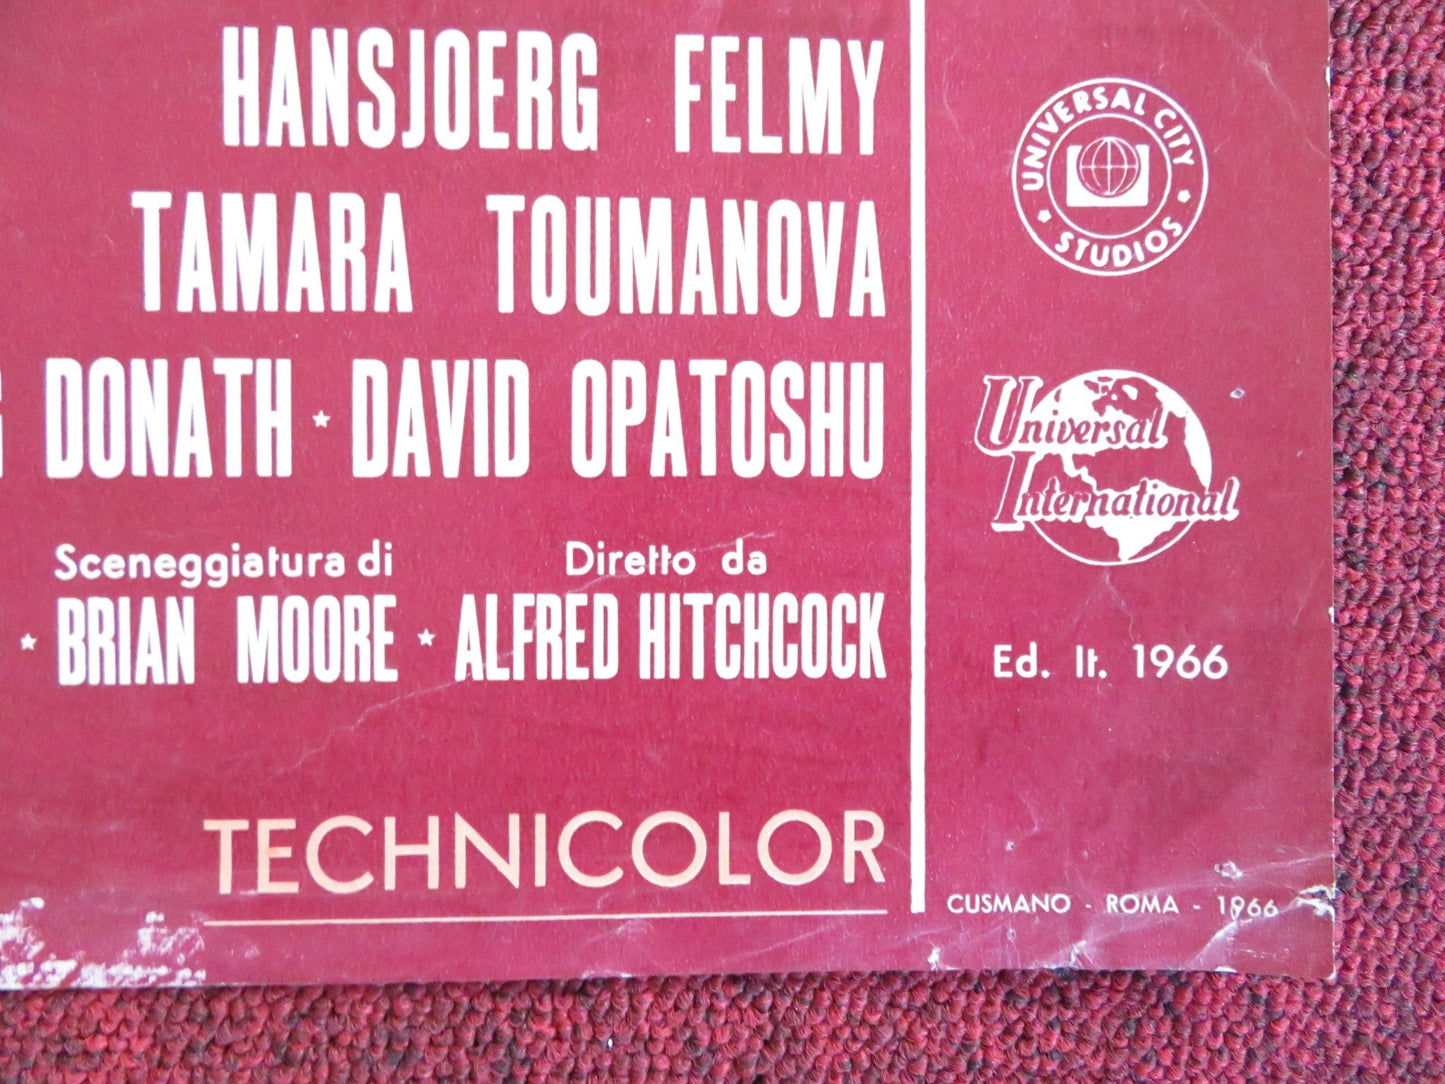 HANSJOERG FELMY
TAMARA TOUMANOVA
DONATH ★ DAVID OPATOSHU
Sceneggiatura di
★ BRIAN MOORE ★
Diretto da
ALFRED HITCHCOCK
TECHNICOLOR
UNIVERSAL CITY
★ STUDIOS ★
Universal
International
Ed. It. 1966
CUSMANO - ROMA - 1966